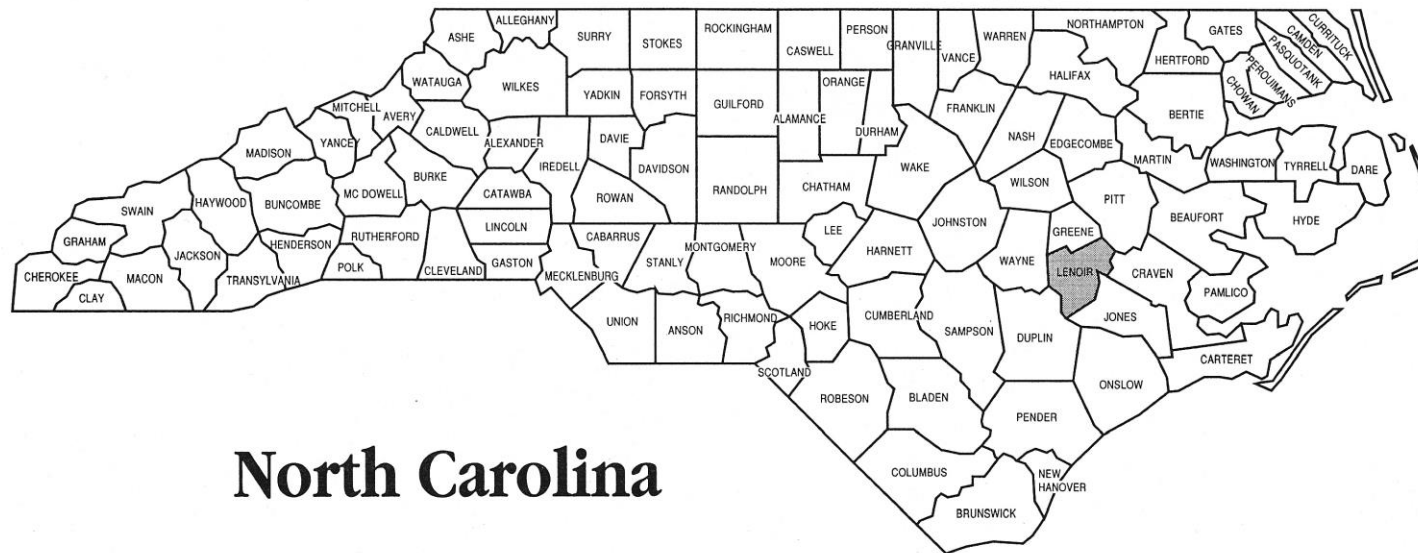 ALLEGHANY
ASHE
SURRY
STOKES
ROCKINGHAM
CASWELL
PERSON
GRANVILLE
VANCE
WARREN
NORTHAMPTON
GATES
CURRITUCK
CAMDEN
PASQUOTANK
PERQUIMANS
CHOWAN
HERTFORD
HALIFAX
BERTIE
WATAUGA
WILKES
YADKIN
FORSYTH
GUILFORD
ALAMANCE
ORANGE
DURHAM
FRANKLIN
NASH
EDGECOMBE
MARTIN
WASHINGTON
TYRRELL
DARE
MITCHELL
AVERY
YANCEY
CALDWELL
ALEXANDER
IREDELL
DAVIE
DAVIDSON
RANDOLPH
CHATHAM
WAKE
WILSON
PITT
BEAUFORT
HYDE
MADISON
MC DOWELL
BURKE
CATAWBA
ROWAN
SWAIN
HAYWOOD
BUNCOMBE
RUTHERFORD
LINCOLN
CABARRUS
STANLY
MONTGOMERY
MOORE
LEE
HARNETT
JOHNSTON
WAYNE
GREENE
LENOIR
CRAVEN
PAMLICO
GRAHAM
JACKSON
HENDERSON
POLK
CLEVELAND
GASTON
MECKLENBURG
CHEROKEE
MACON
TRANSYLVANIA
CLAY
UNION
ANSON
RICHMOND
HOKE
CUMBERLAND
SAMPSON
DUPLIN
JONES
CARTERET
SCOTLAND
ROBESON
BLADEN
PENDER
ONSLOW
COLUMBUS
NEW
HANOVER
BRUNSWICK
North Carolina